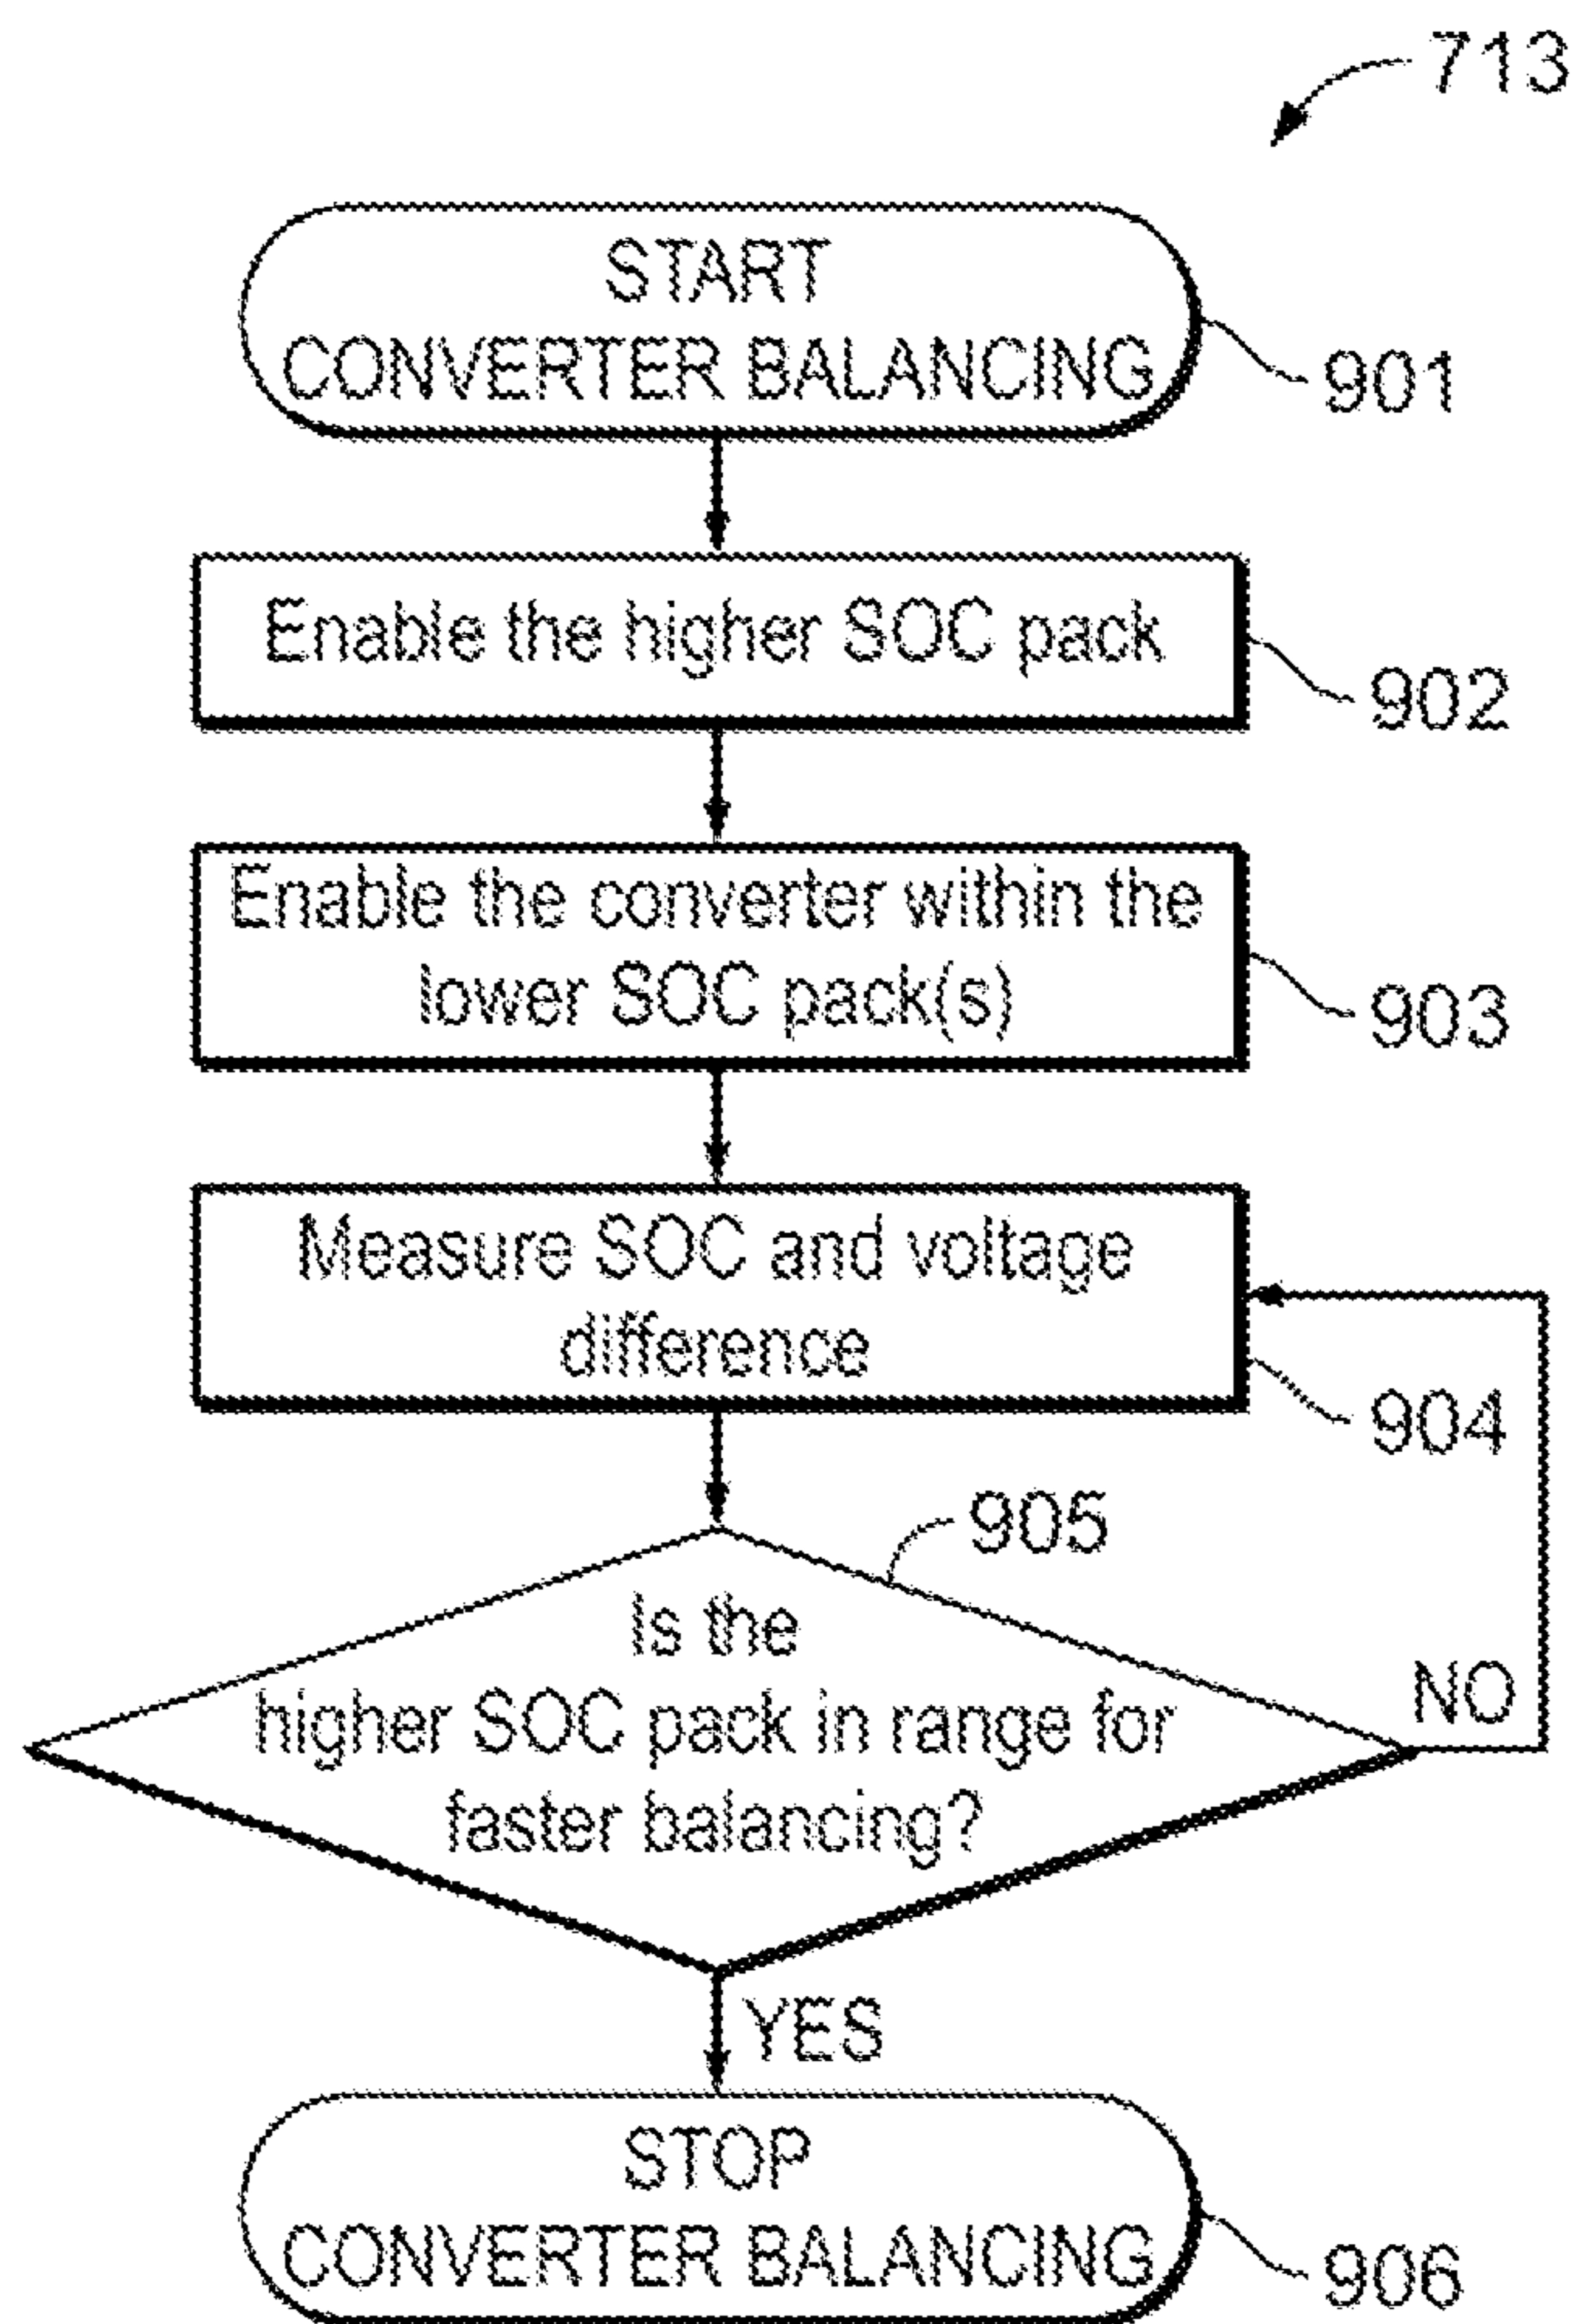 713
START
CONVERTER BALANCING
901
Enable the higher SOC pack
902
Enable the converter within the
lower SOC pack(s)
903
Measure SOC and voltage
difference
904
905
Is the
higher SOC pack in range for
faster balancing?
NO
YES
STOP
CONVERTER BALANCING
906